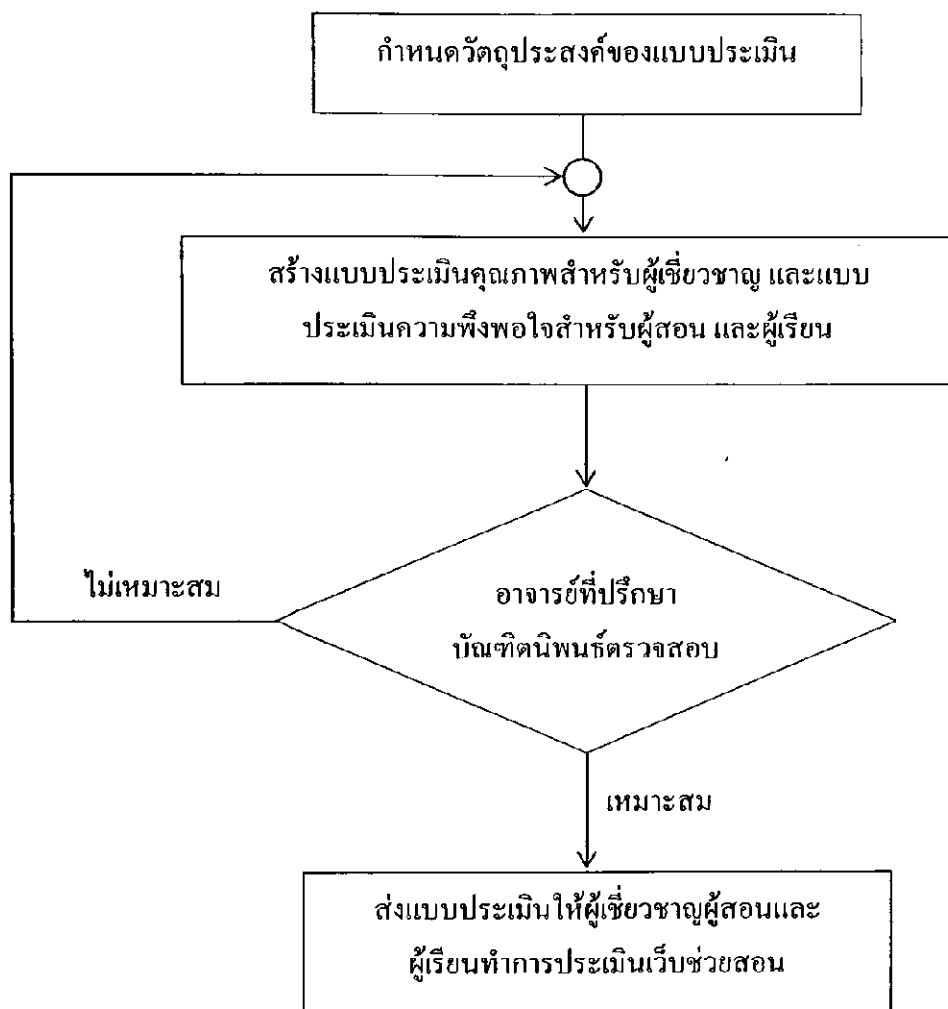 กำหนดวัตถุประสงค์ของแบบประเมิน
สร้างแบบประเมินคุณภาพสำหรับผู้เชี่ยวชาญ และแบบ
ประเมินความพึงพอใจสำหรับผู้สอน และผู้เรียน
ไม่เหมาะสม
อาจารย์ที่ปรึกษา
บัณฑิตนิพนธ์ตรวจสอบ
เหมาะสม
ส่งแบบประเมินให้ผู้เชี่ยวชาญผู้สอนและ
ผู้เรียนทำการประเมินเว็บช่วยสอน